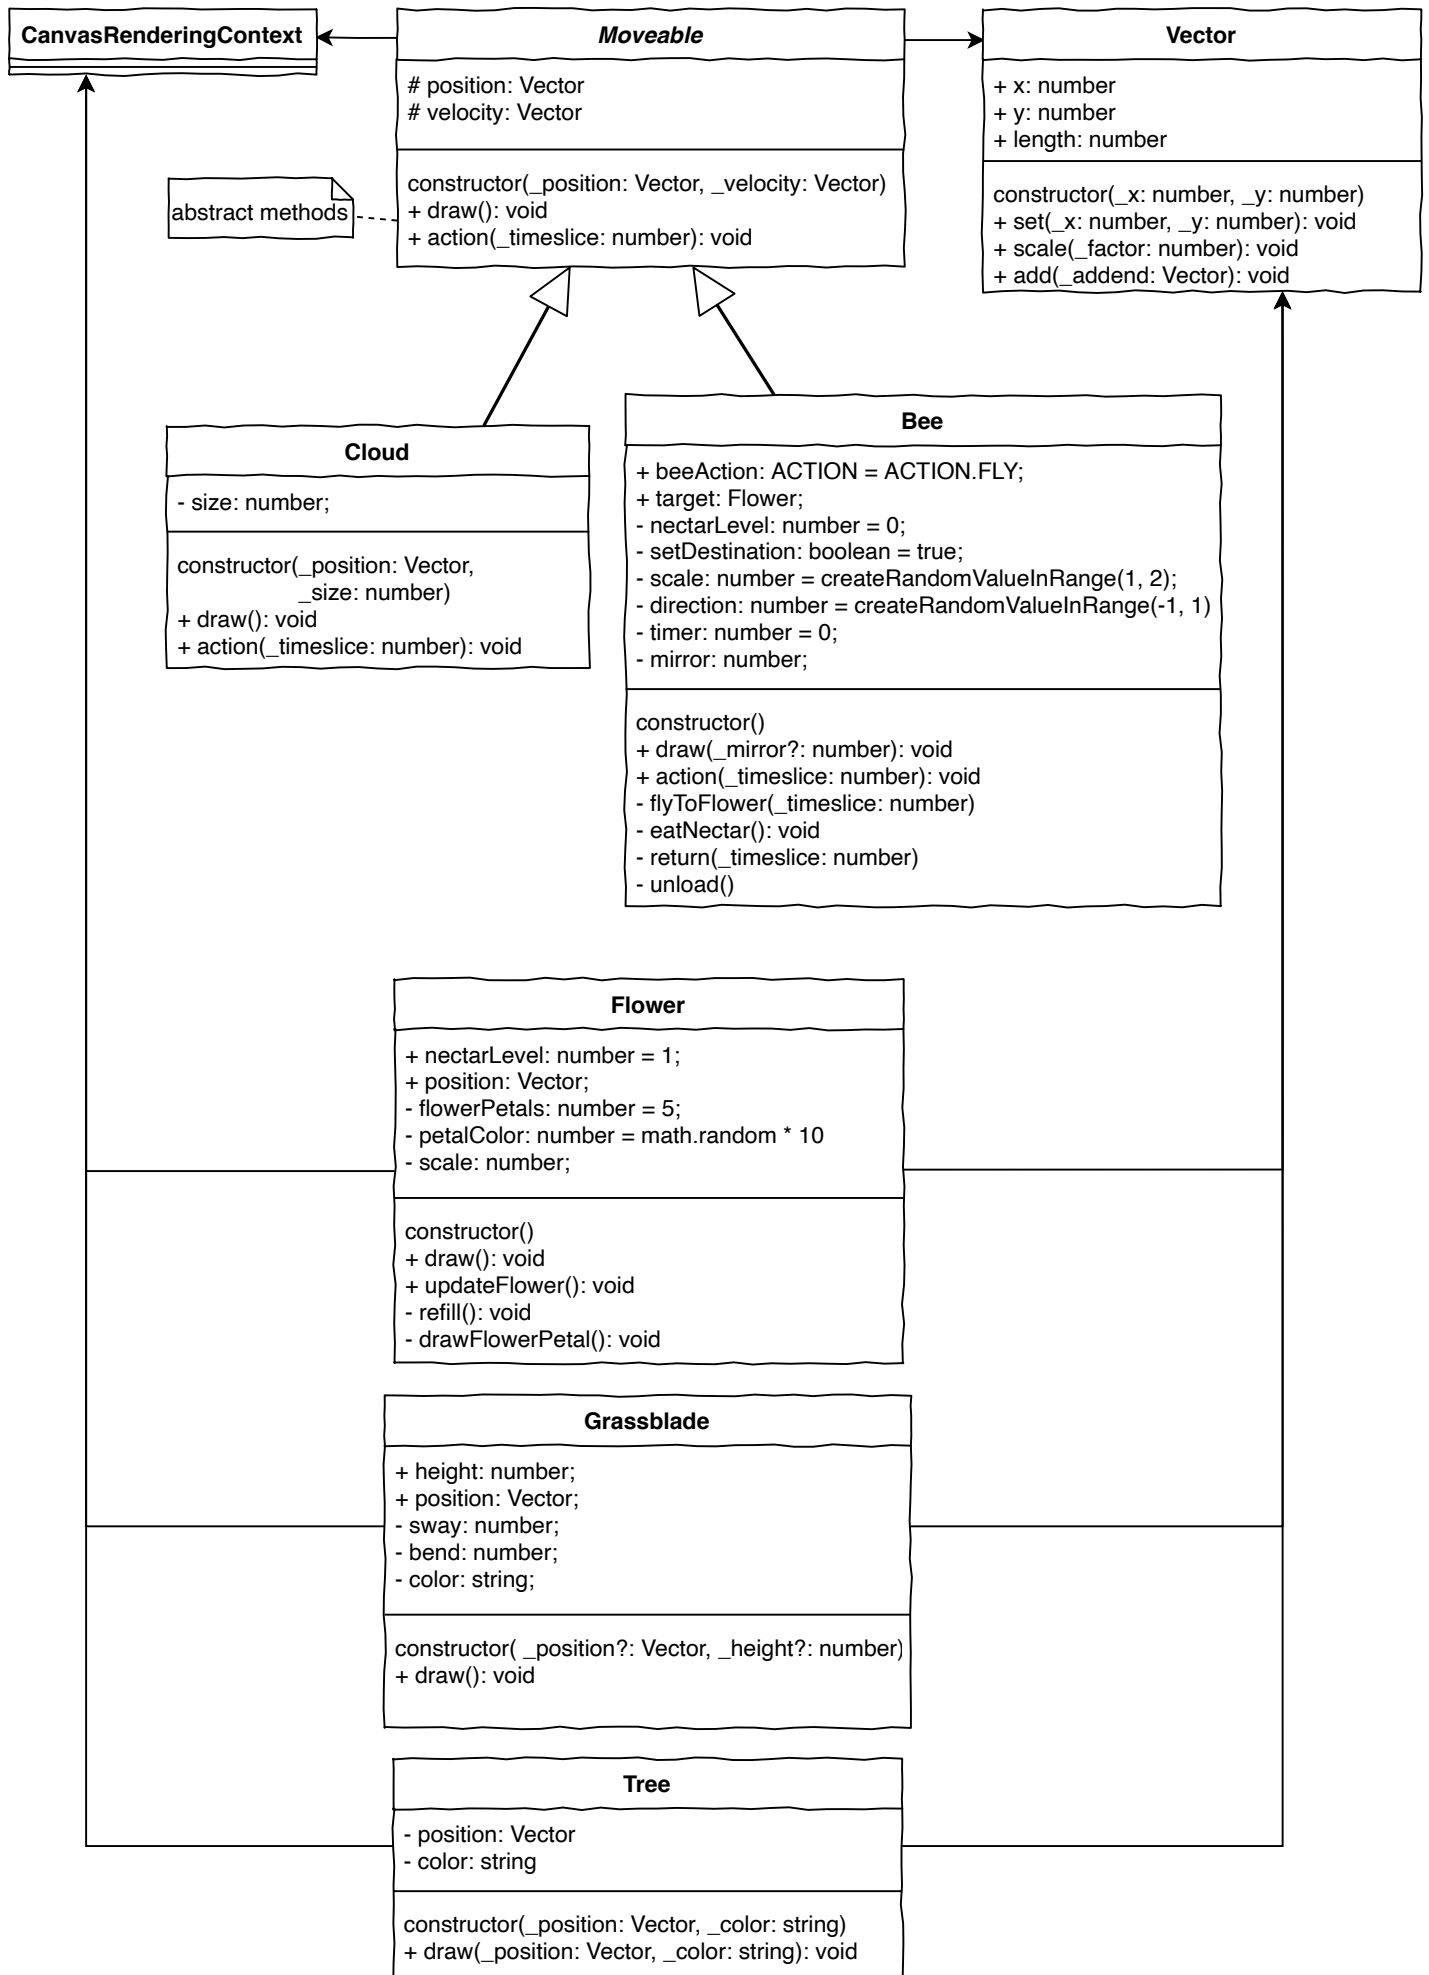 CanvasRenderingContext
Moveable
# position: Vector
# velocity: Vector
constructor(_position: Vector, _velocity: Vector)
+ draw(): void
+ action(_timeslice: number): void
abstract methods
Vector
+ x: number
+ y: number
+ length: number
constructor(_x: number, _y: number)
+ set(_x: number, _y: number): void
+ scale(_factor: number): void
+ add(_addend: Vector): void
Cloud
- size: number;
constructor(_position: Vector,
_size: number)
+ draw(): void
+ action(_timeslice: number): void
Bee
+ beeAction: ACTION = ACTION.FLY;
+ target: Flower;
- nectarLevel: number = 0;
- setDestination: boolean = true;
- scale: number = createRandomValueInRange(1, 2);
- direction: number = createRandomValueInRange(-1, 1)
- timer: number = 0;
- mirror: number;
constructor()
+ draw(_mirror?: number): void
+ action(_timeslice: number): void
- flyToFlower(_timeslice: number)
- eatNectar(): void
- return(_timeslice: number)
- unload()
Flower
+ nectarLevel: number = 1;
+ position: Vector;
- flowerPetals: number = 5;
- petalColor: number = math.random * 10
- scale: number;
constructor()
+ draw(): void
+ updateFlower(): void
- refill(): void
- drawFlowerPetal(): void
Grassblade
+ height: number;
+ position: Vector;
- sway: number;
- bend: number;
- color: string;
constructor( _position?: Vector, _height?: number)
+ draw(): void
Tree
- position: Vector
- color: string
constructor(_position: Vector, _color: string)
+ draw(_position: Vector, _color: string): void